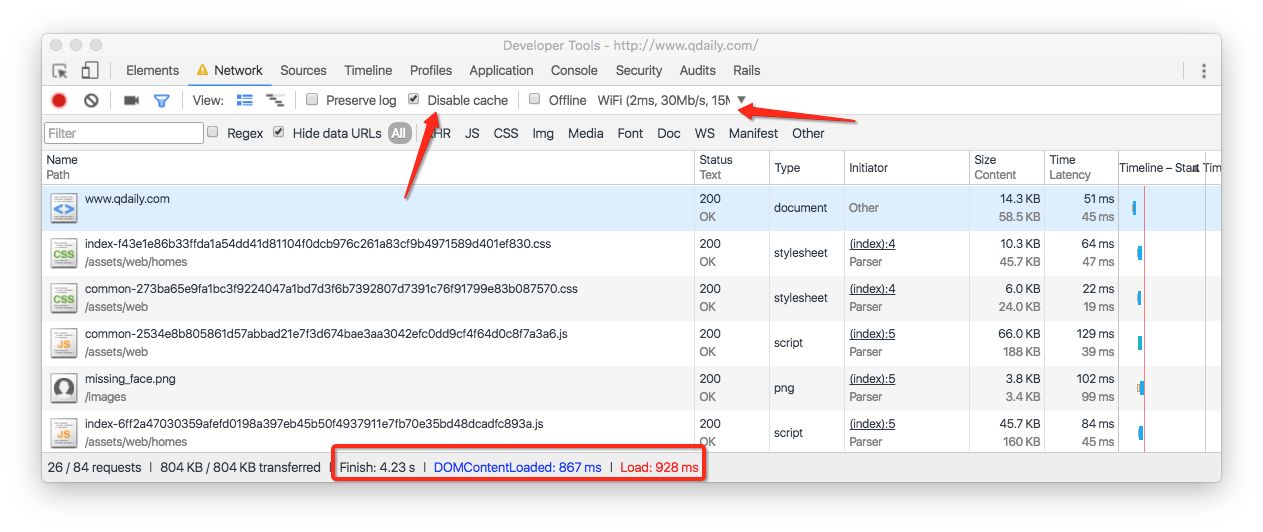 Developer Tools - http://www.qdaily.com/
Elements Network Sources Timeline Profiles Application Console Security Audits Rails
View: Preserve log Disable cache Offline WiFi (2ms, 30Mb/s, 15M
Filter Regex Hide data URLs All HR JS CSS Img Media Font Doc WS Manifest Other
Name Status Type Initiator Size Time Timeline – Start Tim
Path Text Content Latency
www.qdaily.com 200 document Other 14.3 KB 51 ms
OK 58.5 KB 45 ms
index-f43e1e86b33ffda1a54dd41d81104f0dcb976c261a83cf9b4971589d401ef830.css 200 stylesheet (index):4 10.3 KB 64 ms
CSS /assets/web/homes OK Parser 45.7 KB 47 ms
common-273ba65e9fa1bc3f9224047a1bd7d3f6b7392807d7391c76f91799e83b087570.css 200 stylesheet (index):4 6.0 KB 22 ms
CSS /assets/web OK Parser 24.0 KB 19 ms
common-2534e8b805861d57abbad21e7f3d674bae3aa3042efc0dd9cf4f64d0c8f7a3a6.js 200 script (index):5 66.0 KB 129 ms
JS /assets/web OK Parser 188 KB 39 ms
missing_face.png 200 png (index):5 3.8 KB 102 ms
/images OK Parser 3.4 KB 99 ms
index-6ff2a47030359afefd0198a397eb45b50f4937911e7fb70e35bd48dcadfc893a.js 200 script (index):5 45.7 KB 84 ms
JS /assets/web/homes OK Parser 160 KB 45 ms
26 / 84 requests | 804 KB / 804 KB transferred | Finish: 4.23 s | DOMContentLoaded: 867 ms | Load: 928 ms